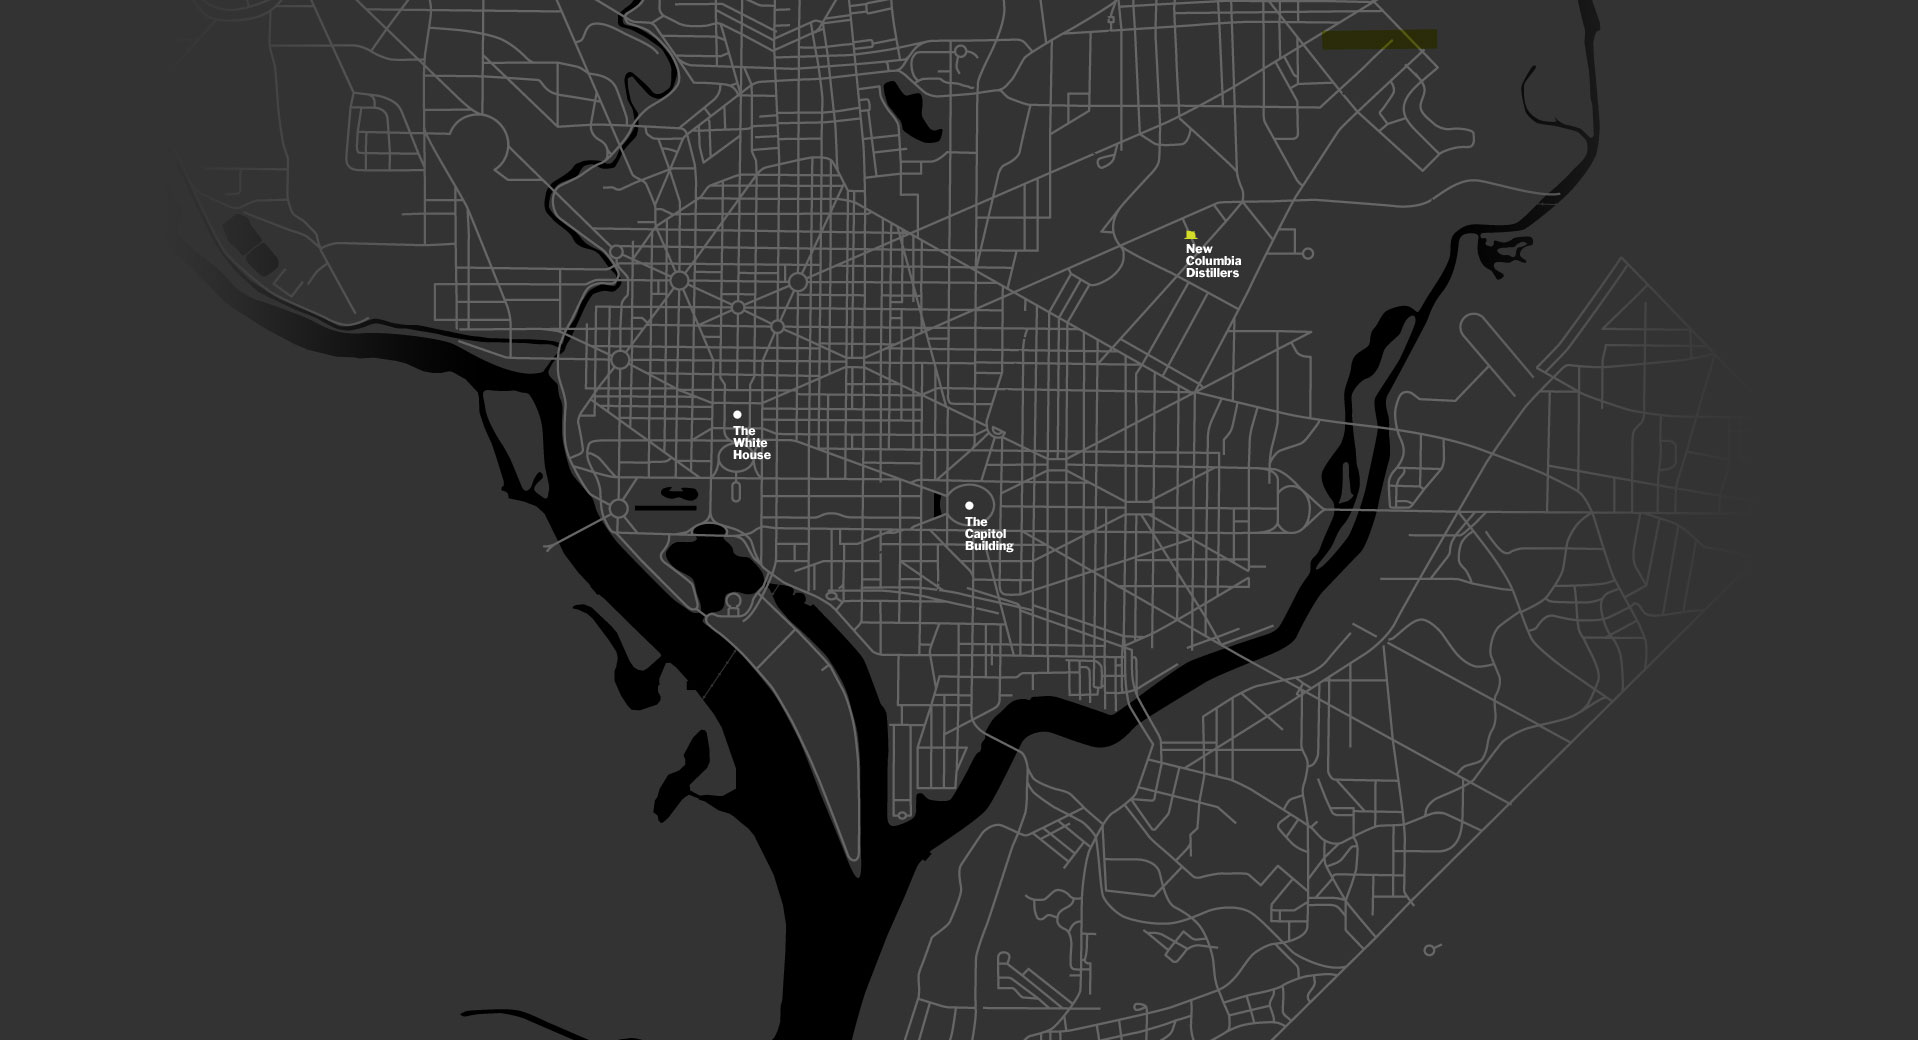 New
Columbia
Distillers
The
White
House
The
Capitol
Building